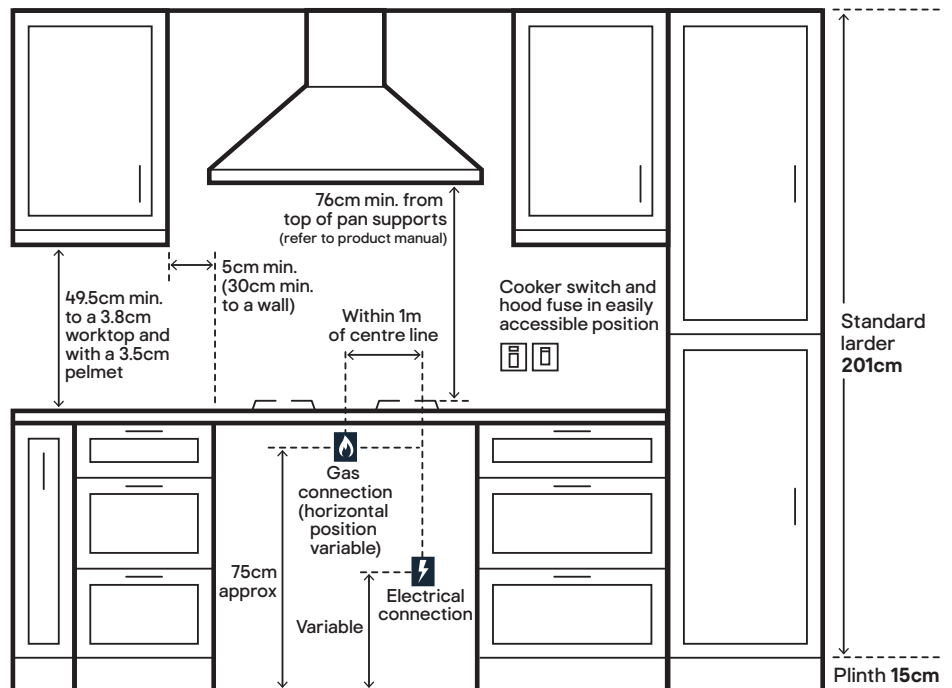 76cm min. from
top of pan supports
(refer to product manual)
5cm min.
(30cm min.
to a wall)
49.5cm min.
to a 3.8cm
worktop and
with a 3.5cm
pelmet
Within 1m
of centre line
Cooker switch and
hood fuse in easily
accessible position
Standard
larder
201cm
Gas
connection
(horizontal
position
variable)
75cm
approx
Electrical
connection
Variable
Plinth 15cm